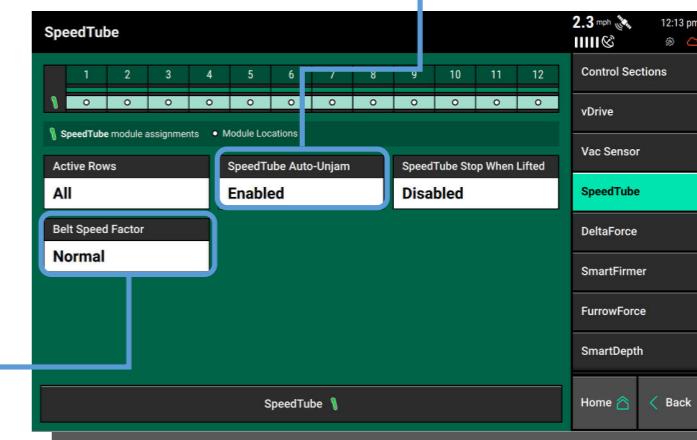 SpeedTube
2.3 mph
12:13 pm
1 2 3 4 5 6 7 8 9 10 11 12
SpeedTube module assignments Module Locations
Active Rows
All
SpeedTube Auto-Unjam
Enabled
SpeedTube Stop When Lifted
Disabled
Belt Speed Factor
Normal
SpeedTube
Control Sections
vDrive
Vac Sensor
SpeedTube
DeltaForce
SmartFirmer
FurrowForce
SmartDepth
Home
Back